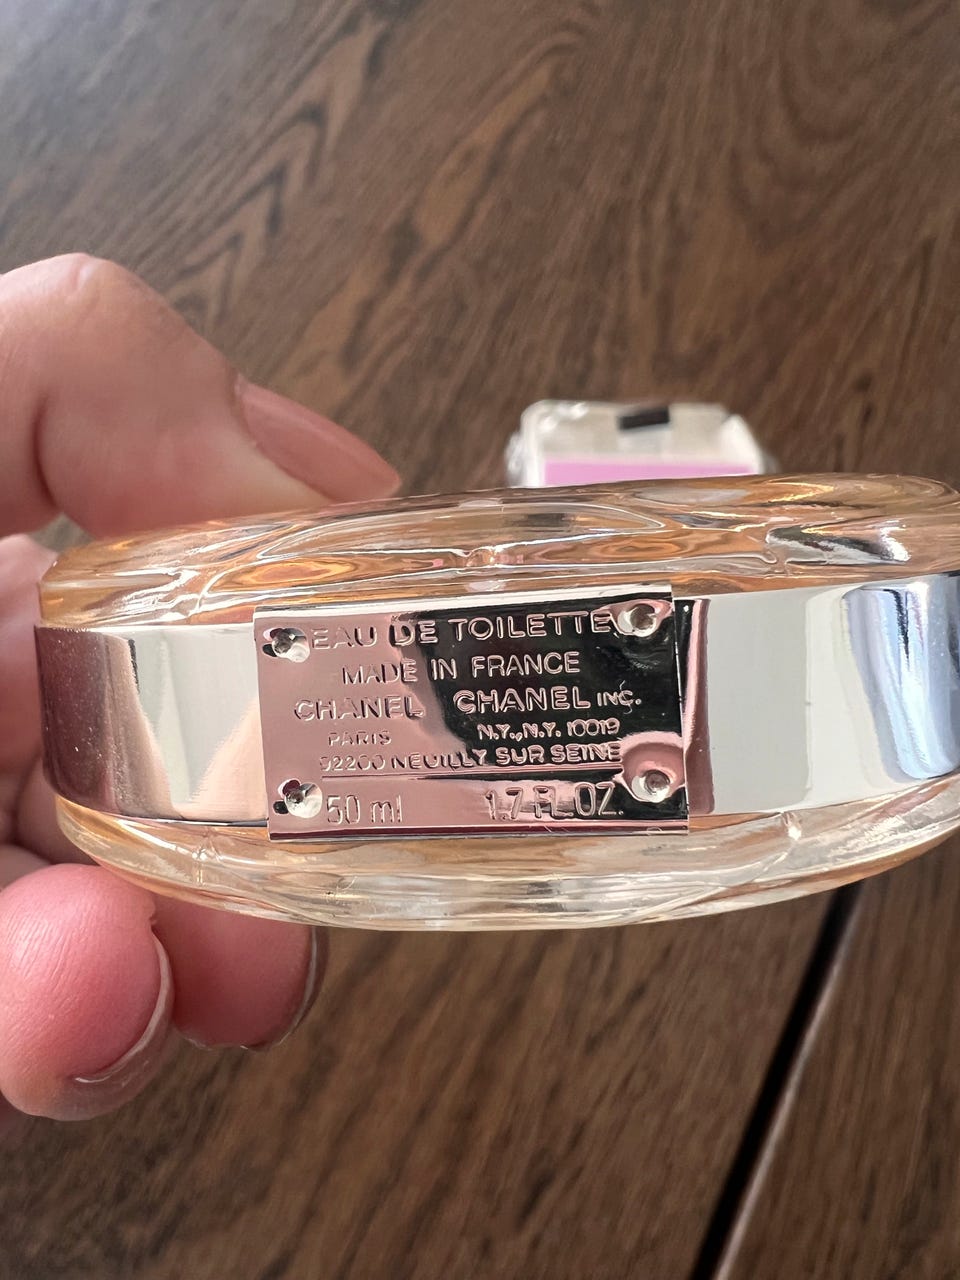 EAU DE TOILETTE
MADE IN FRANCE
CHANEL CHANEL INC.
PARIS N.Y., N.Y. 10019
92200 NEUILLY SUR SEINE
50 ml 1.7 FL.OZ.